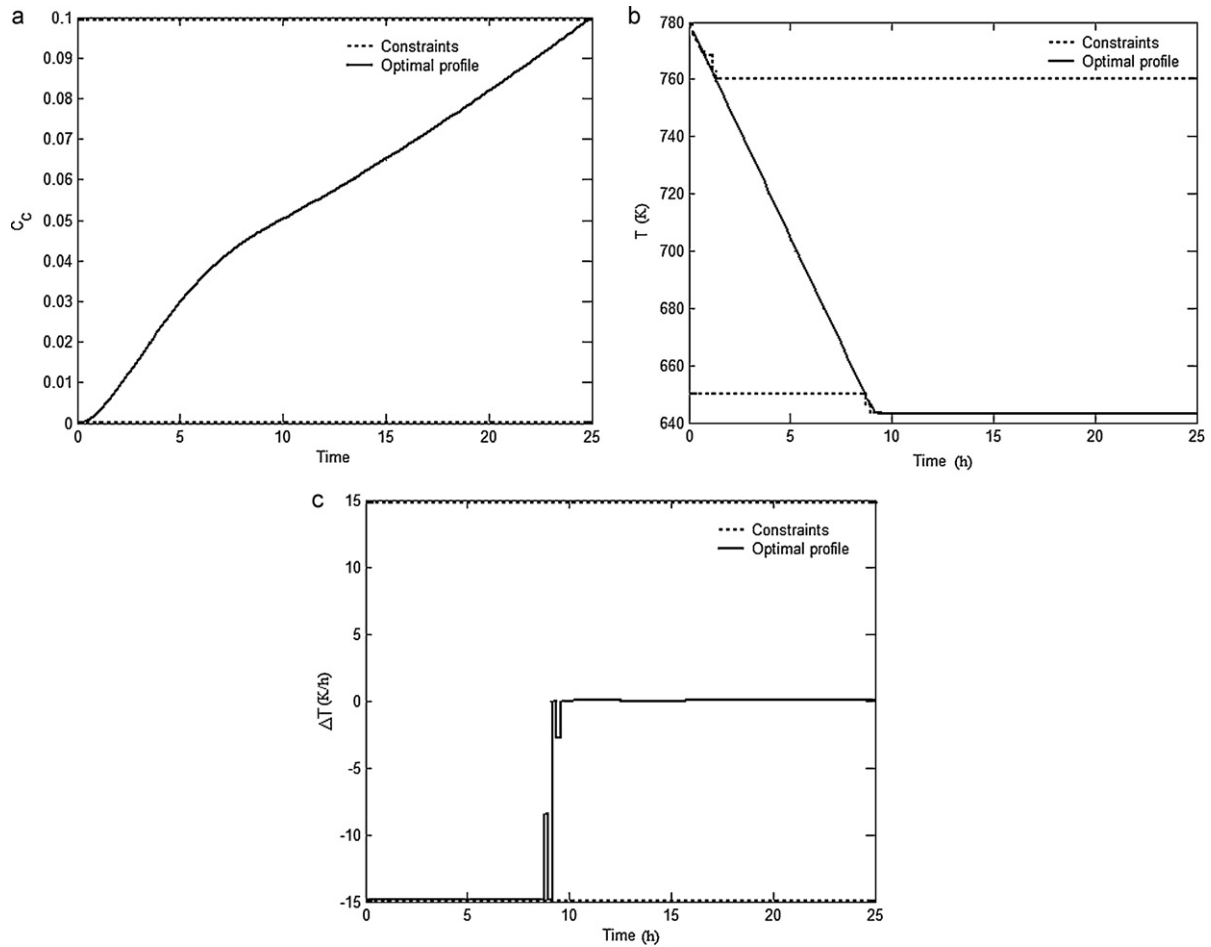 a
0.1
0.09
0.08
0.07
0.06
0.05
0.04
0.03
0.02
0.01
0
C_C
Constraints
Optimal profile
0 5 10 15 20 25
Time
b
780
760
740
720
700
680
660
640
T (K)
Constraints
Optimal profile
0 5 10 15 20 25
Time (h)
c
15
10
5
0
-5
-10
-15
ΔT (K/h)
Constraints
Optimal profile
0 5 10 15 20 25
Time (h)